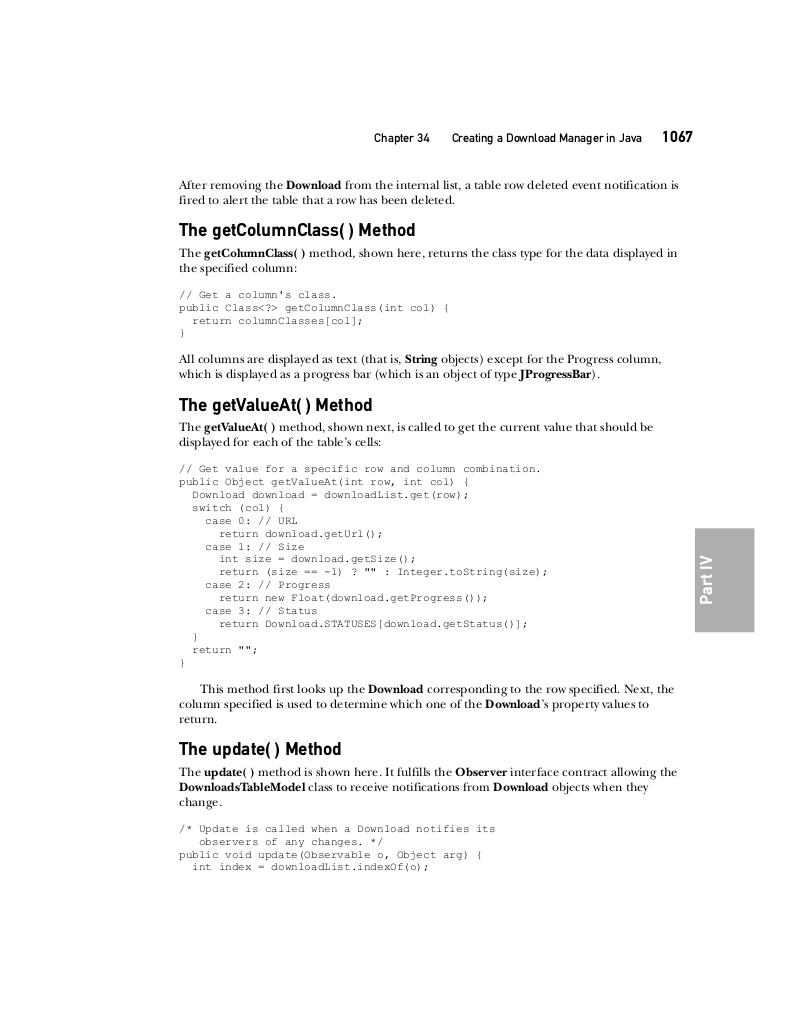 Chapter 34 Creating a Download Manager in Java 1067
After removing the Download from the internal list, a table row deleted event notification is
fired to alert the table that a row has been deleted.
The getColumnClass( ) Method
The getColumnClass( ) method, shown here, returns the class type for the data displayed in
the specified column:
// Get a column's class.
public Class<?> getColumnClass(int col) {
  return columnClasses[col];
}
All columns are displayed as text (that is, String objects) except for the Progress column,
which is displayed as a progress bar (which is an object of type JProgressBar).
The getValueAt( ) Method
The getValueAt( ) method, shown next, is called to get the current value that should be
displayed for each of the table's cells:
// Get value for a specific row and column combination.
public Object getValueAt(int row, int col) {
  Download download = downloadList.get(row);
  switch (col) {
    case 0: // URL
      return download.getUrl();
    case 1: // Size
      int size = download.getSize();
      return (size == -1) ? "" : Integer.toString(size);
    case 2: // Progress
      return new Float(download.getProgress());
    case 3: // Status
      return Download.STATUSES[download.getStatus()];
  }
  return "";
}
Part IV
This method first looks up the Download corresponding to the row specified. Next, the
column specified is used to determine which one of the Download's property values to
return.
The update( ) Method
The update( ) method is shown here. It fulfills the Observer interface contract allowing the
DownloadsTableModel class to receive notifications from Download objects when they
change.
/* Update is called when a Download notifies its
   observers of any changes. */
public void update(Observable o, Object arg) {
  int index = downloadList.indexOf(o);